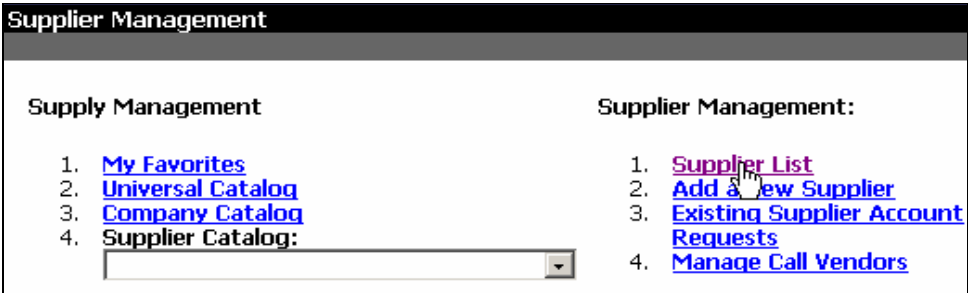 Supplier Management
Supply Management
1. My Favorites
2. Universal Catalog
3. Company Catalog
4. Supplier Catalog:
Supplier Management:
1. Supplier List
2. Add a New Supplier
3. Existing Supplier Account
Requests
4. Manage Call Vendors